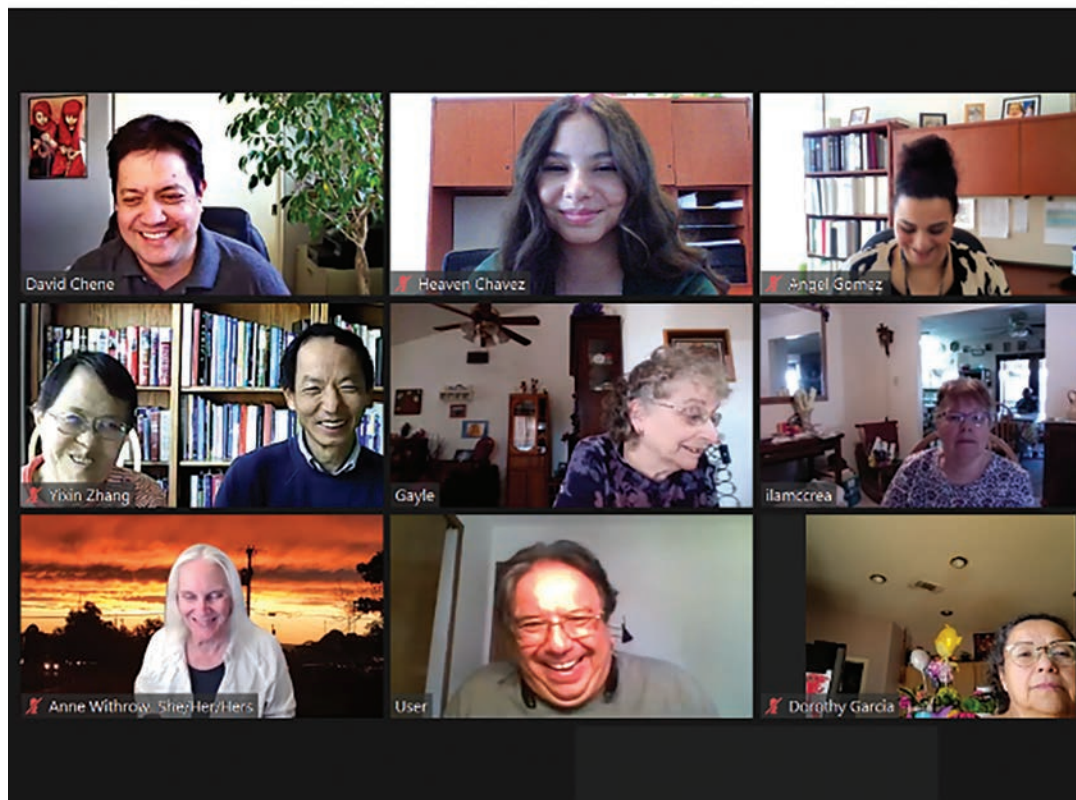 David Chene
Heaven Chavez
Angel Gomez
Yixin Zhang
Gayle
ilamccrea
Anne Withrow She/Her/Hers
User
Dorothy Garcia